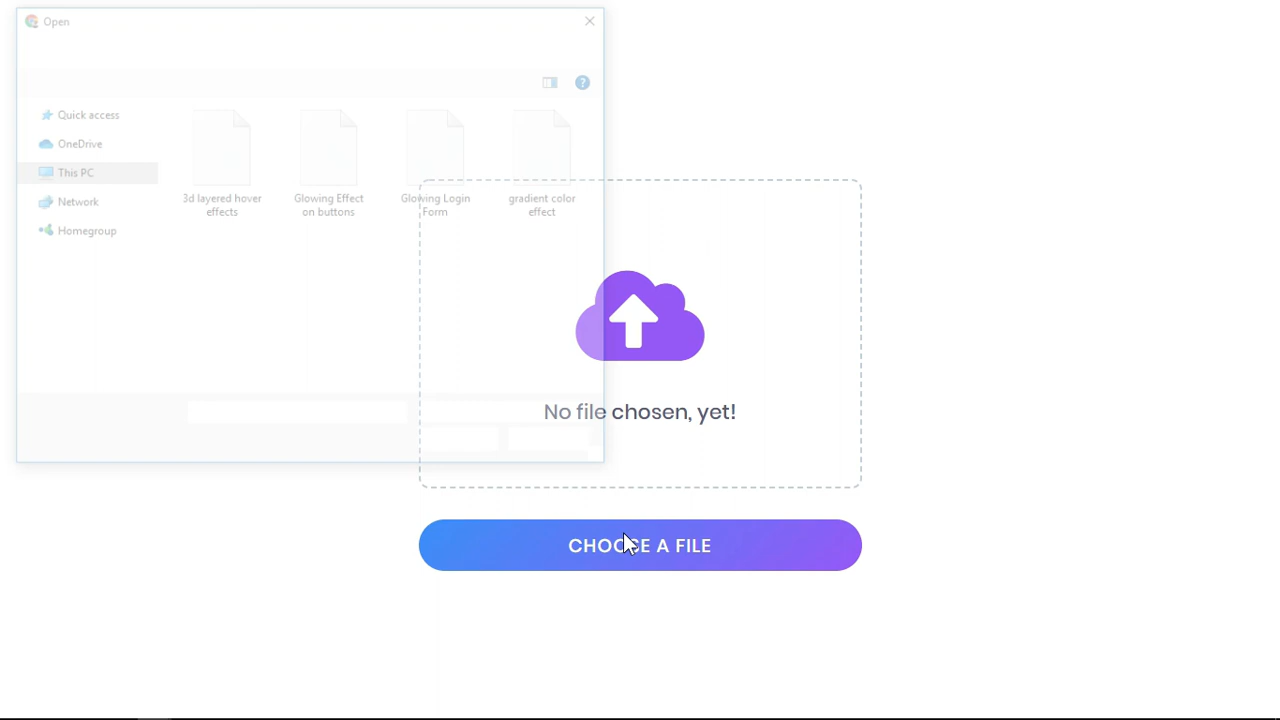 Open
?
Quick access
OneDrive
This PC
Network
Homegroup
3d layered hover
effects
Glowing Effect
on buttons
Glowing Login
Form
gradient color
effect
No file chosen, yet!
CHOOSE A FILE